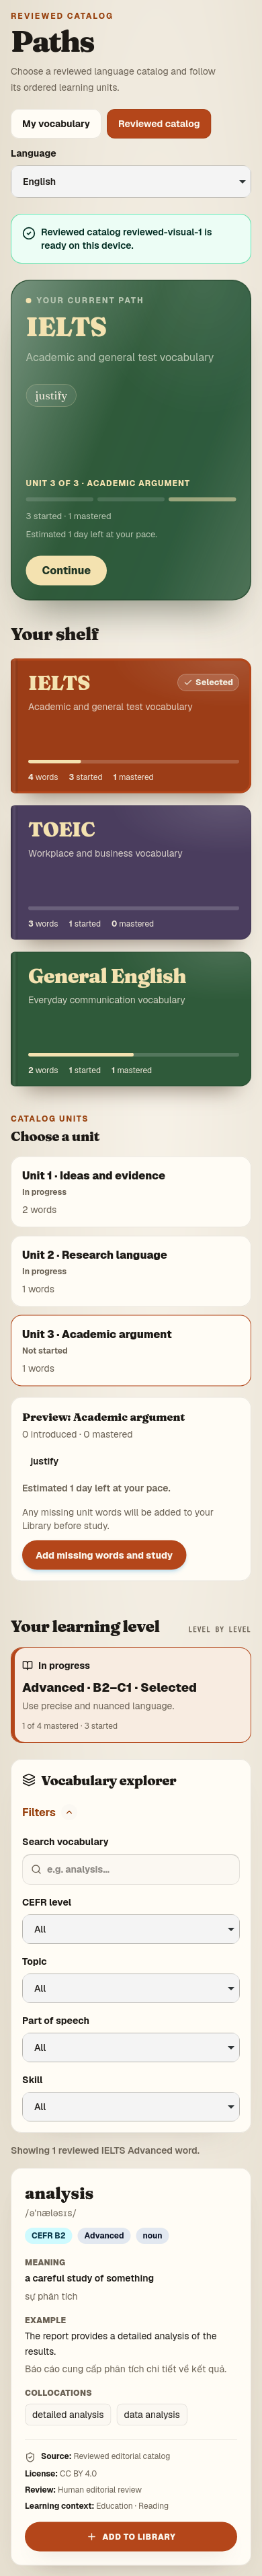 REVIEWED CATALOG
Paths
Choose a reviewed language catalog and follow
its ordered learning units.
My vocabulary
Reviewed catalog
Language
English
Reviewed catalog reviewed-visual-1 is
ready on this device.
YOUR CURRENT PATH
IELTS
Academic and general test vocabulary
justify
UNIT 3 OF 3 · ACADEMIC ARGUMENT
3 started · 1 mastered
Estimated 1 day left at your pace.
Continue
Your shelf
IELTS
Selected
Academic and general test vocabulary
4 words 3 started 1 mastered
TOEIC
Workplace and business vocabulary
3 words 1 started 0 mastered
General English
Everyday communication vocabulary
2 words 1 started 1 mastered
CATALOG UNITS
Choose a unit
Unit 1 · Ideas and evidence
In progress
2 words
Unit 2 · Research language
In progress
1 words
Unit 3 · Academic argument
Not started
1 words
Preview: Academic argument
0 introduced · 0 mastered
justify
Estimated 1 day left at your pace.
Any missing unit words will be added to your
Library before study.
Add missing words and study
Your learning level
LEVEL BY LEVEL
In progress
Advanced · B2–C1 · Selected
Use precise and nuanced language.
1 of 4 mastered · 3 started
Vocabulary explorer
Filters
Search vocabulary
e.g. analysis...
CEFR level
All
Topic
All
Part of speech
All
Skill
All
Showing 1 reviewed IELTS Advanced word.
analysis
/əˈnæləsɪs/
CEFR B2 Advanced noun
MEANING
a careful study of something
sự phân tích
EXAMPLE
The report provides a detailed analysis of the
results.
Báo cáo cung cấp phân tích chi tiết về kết quả.
COLLOCATIONS
detailed analysis data analysis
Source: Reviewed editorial catalog
License: CC BY 4.0
Review: Human editorial review
Learning context: Education · Reading
ADD TO LIBRARY